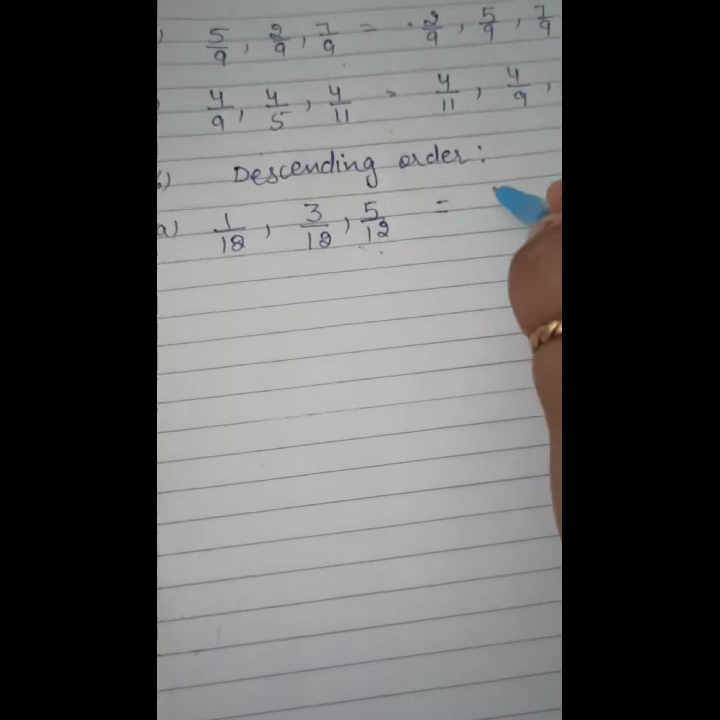 ) 5/9, 2/9, 7/9 = 2/9, 5/9, 7/9
4/9, 4/5, 4/11 = 4/11, 4/9,
6) Descending order:
a) 1/12, 3/12, 5/12 =